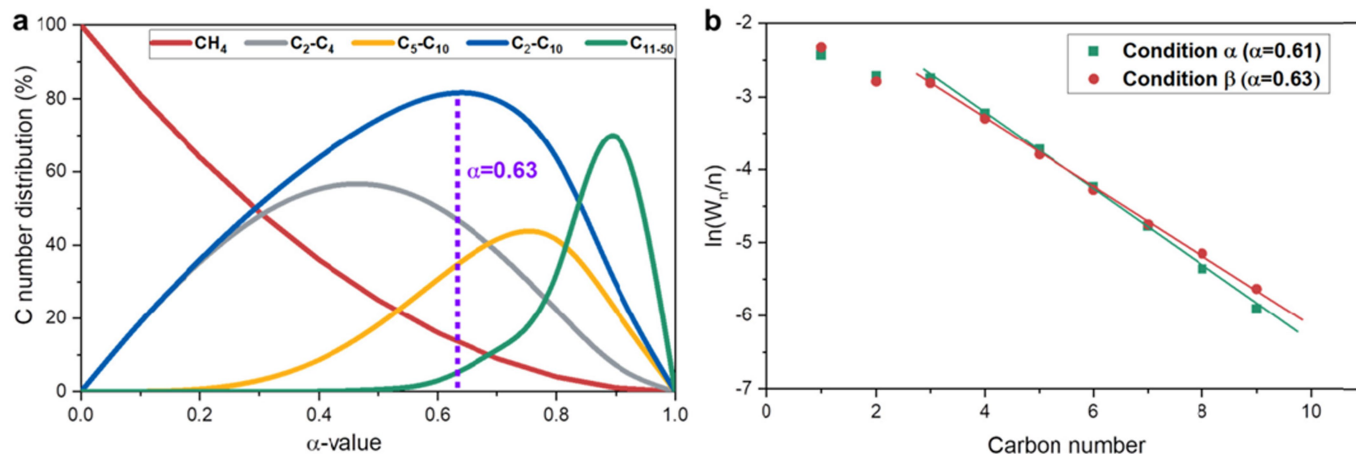 a
CH4 C2-C4 C5-C10 C2-C10 C11-50
100
80
60
40
20
0
C number distribution (%)
α=0.63
0.0 0.2 0.4 0.6 0.8 1.0
α-value
b
-2
-3
-4
-5
-6
-7
ln(Wn/n)
Condition α (α=0.61)
Condition β (α=0.63)
0 2 4 6 8 10
Carbon number